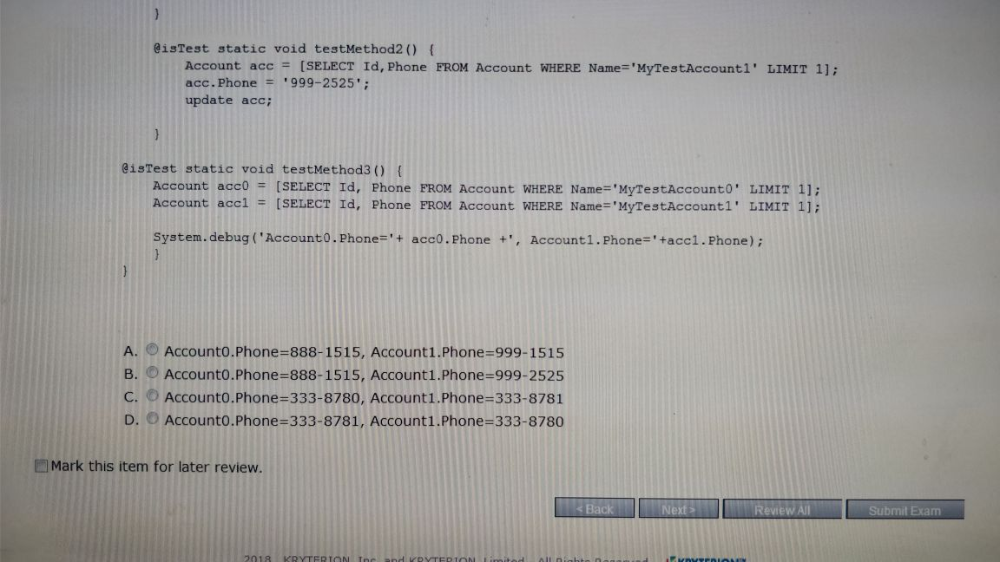 }
@isTest static void testMethod2() {
Account acc = [SELECT Id,Phone FROM Account WHERE Name='MyTestAccount1' LIMIT 1];
acc.Phone = '999-2525';
update acc;
}
@isTest static void testMethod3() {
Account acc0 = [SELECT Id, Phone FROM Account WHERE Name='MyTestAccount0' LIMIT 1];
Account acc1 = [SELECT Id, Phone FROM Account WHERE Name='MyTestAccount1' LIMIT 1];
System.debug('Account0.Phone='+ acc0.Phone +', Account1.Phone='+acc1.Phone);
}
}
A. Account0.Phone=888-1515, Account1.Phone=999-1515
B. Account0.Phone=888-1515, Account1.Phone=999-2525
C. Account0.Phone=333-8780, Account1.Phone=333-8781
D. Account0.Phone=333-8781, Account1.Phone=333-8780
Mark this item for later review.
< Back Next > Review All Submit Exam
2018 KRYTERION, Inc. and KRYTERION, Limited. All Rights Reserved. KRYTERION